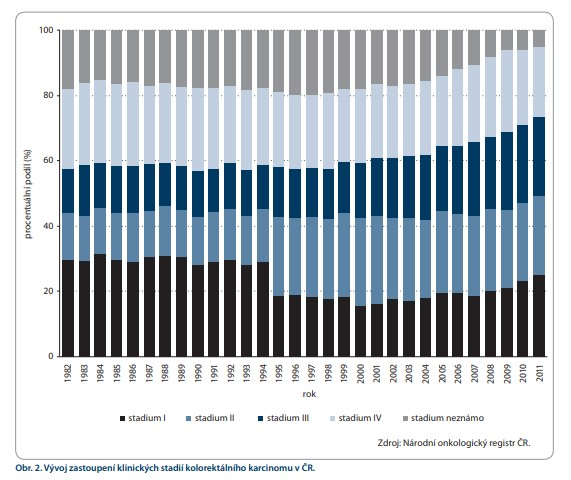 100
80
60
40
20
0
procentuální podíl (%)
1982 1983 1984 1985 1986 1987 1988 1989 1990 1991 1992 1993 1994 1995 1996 1997 1998 1999 2000 2001 2002 2003 2004 2005 2006 2007 2008 2009 2010 2011
rok
stadium I stadium II stadium III stadium IV stadium neznámo
Zdroj: Národní onkologický registr ČR.
Obr. 2. Vývoj zastoupení klinických stadií kolorektálního karcinomu v ČR.